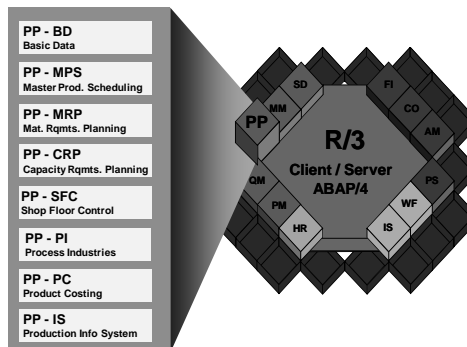 PP - BD
Basic Data
PP - MPS
Master Prod. Scheduling
PP - MRP
Mat. Rqmts. Planning
PP - CRP
Capacity Rqmts. Planning
PP - SFC
Shop Floor Control
PP - PI
Process Industries
PP - PC
Product Costing
PP - IS
Production Info System
SD
FI
MM
CO
PP
AM
R/3
Client / Server
ABAP/4
QM
PS
PM
WF
HR
IS